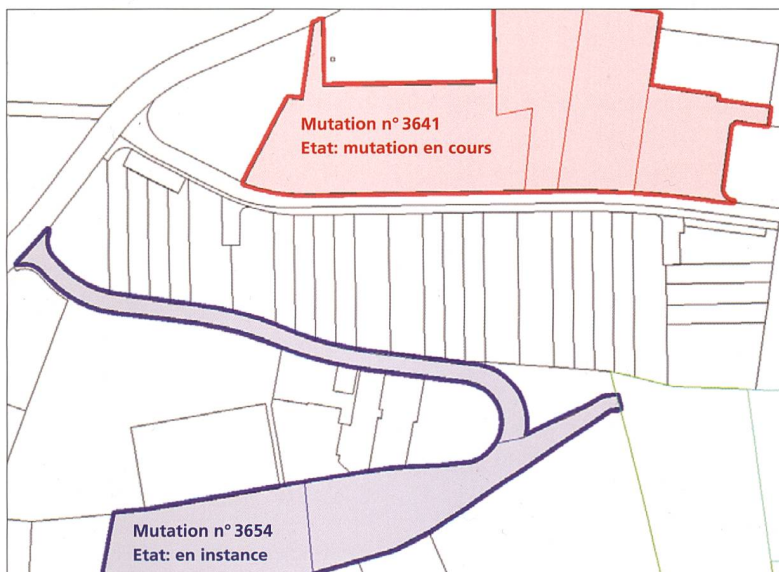 Mutation n° 3641
Etat: mutation en cours
Mutation n° 3654
Etat: en instance